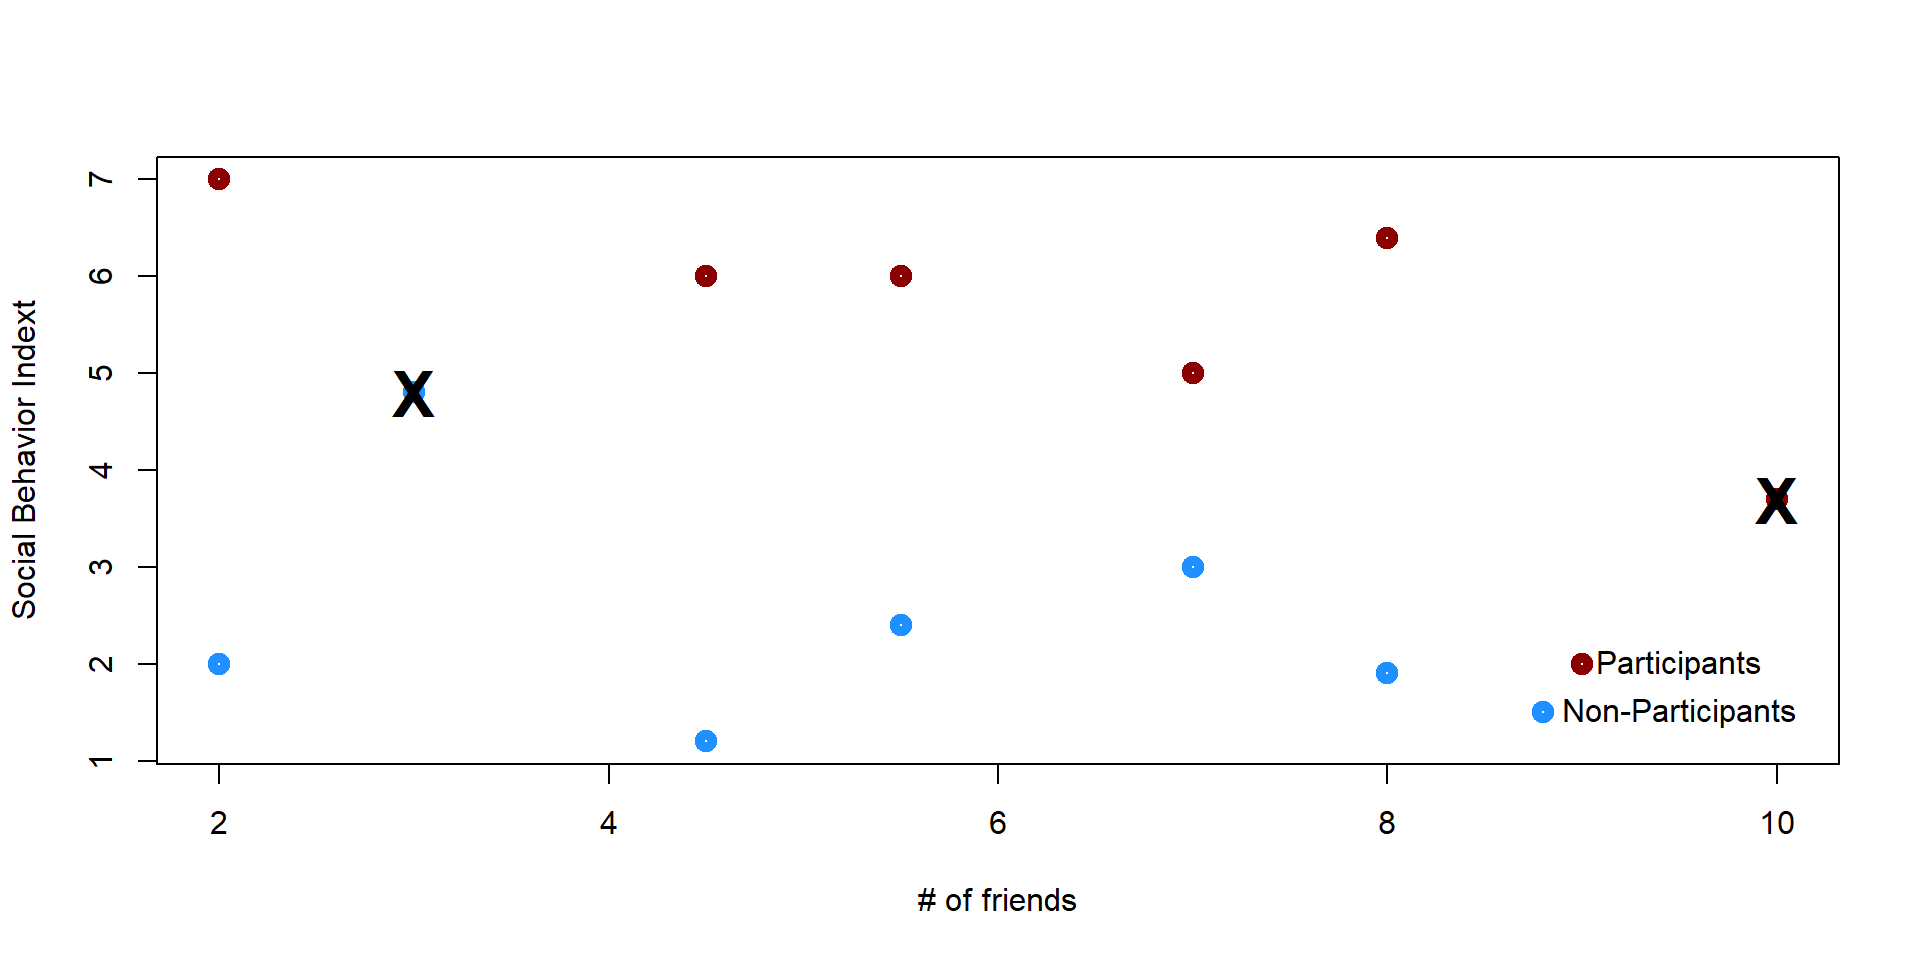 Social Behavior Indext
7
6
5
4
3
2
1
X
X
Participants
Non-Participants
2 4 6 8 10
# of friends